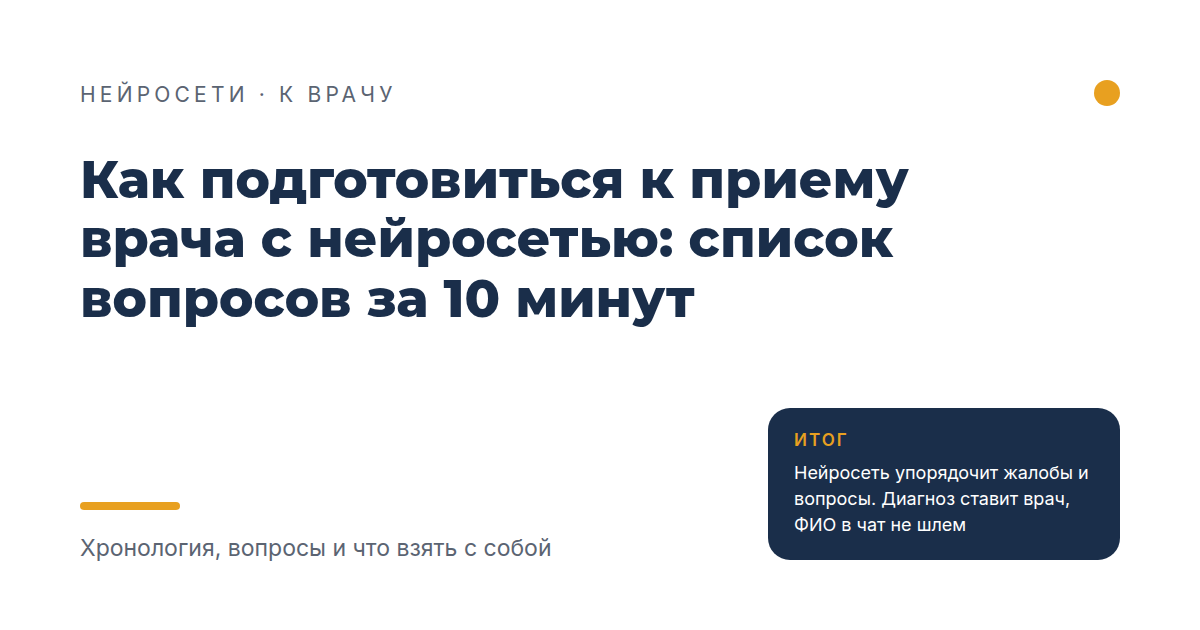 НЕЙРОСЕТИ · К ВРАЧУ
Как подготовиться к приему
врача с нейросетью: список
вопросов за 10 минут
ИТОГ
Нейросеть упорядочит жалобы и
вопросы. Диагноз ставит врач,
ФИО в чат не шлем
Хронология, вопросы и что взять с собой